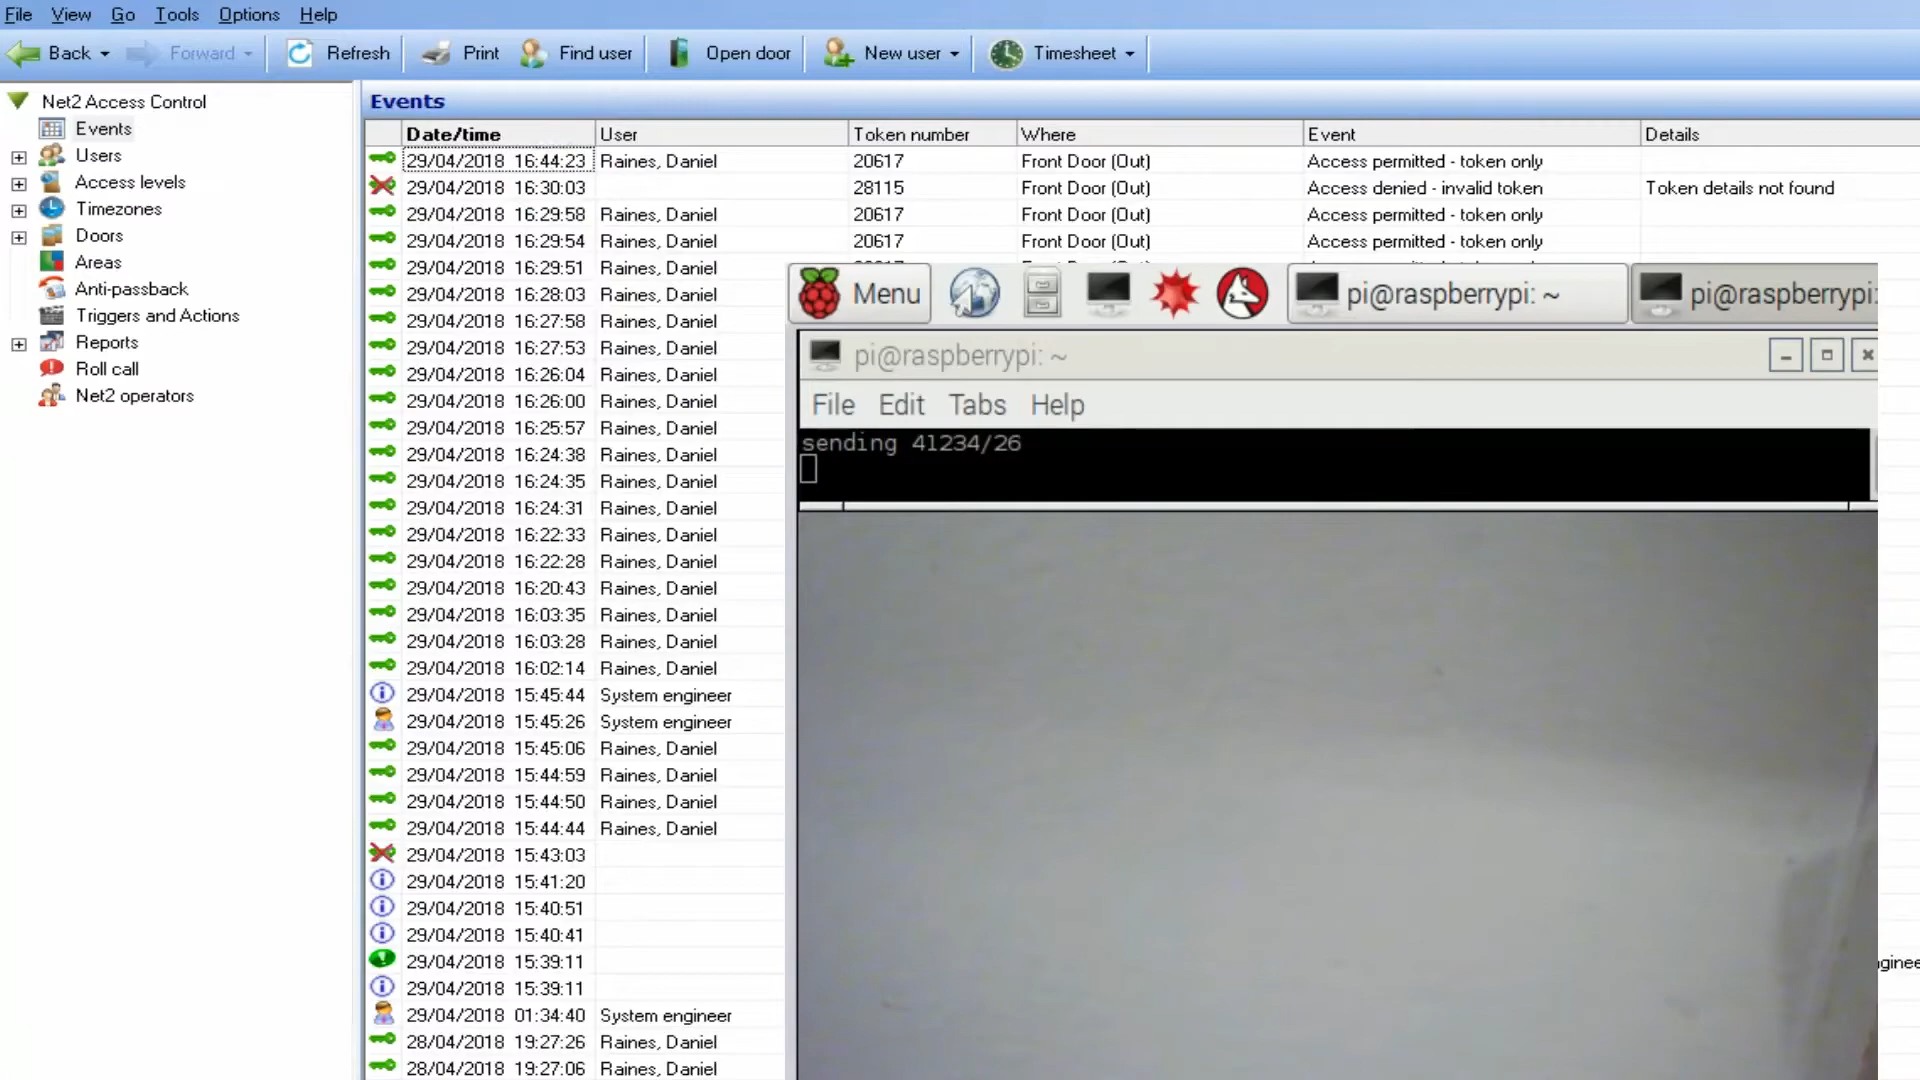 File View Go Tools Options Help
Back Forward Refresh Print Find user Open door New user Timesheet
Net2 Access Control
Events
Users
Access levels
Timezones
Doors
Areas
Anti-passback
Triggers and Actions
Reports
Roll call
Net2 operators
Events
Date/time User Token number Where Event Details
29/04/2018 16:44:23 Raines, Daniel 20617 Front Door (Out) Access permitted - token only
29/04/2018 16:30:03 28115 Front Door (Out) Access denied - invalid token Token details not found
29/04/2018 16:29:58 Raines, Daniel 20617 Front Door (Out) Access permitted - token only
29/04/2018 16:29:54 Raines, Daniel 20617 Front Door (Out) Access permitted - token only
29/04/2018 16:29:51 Raines, Daniel
29/04/2018 16:28:03 Raines, Daniel
29/04/2018 16:27:58 Raines, Daniel
29/04/2018 16:27:53 Raines, Daniel
29/04/2018 16:26:04 Raines, Daniel
29/04/2018 16:26:00 Raines, Daniel
29/04/2018 16:25:57 Raines, Daniel
29/04/2018 16:24:38 Raines, Daniel
29/04/2018 16:24:35 Raines, Daniel
29/04/2018 16:24:31 Raines, Daniel
29/04/2018 16:22:33 Raines, Daniel
29/04/2018 16:22:28 Raines, Daniel
29/04/2018 16:20:43 Raines, Daniel
29/04/2018 16:03:35 Raines, Daniel
29/04/2018 16:03:28 Raines, Daniel
29/04/2018 16:02:14 Raines, Daniel
29/04/2018 15:45:44 System engineer
29/04/2018 15:45:26 System engineer
29/04/2018 15:45:06 Raines, Daniel
29/04/2018 15:44:59 Raines, Daniel
29/04/2018 15:44:50 Raines, Daniel
29/04/2018 15:44:44 Raines, Daniel
29/04/2018 15:43:03
29/04/2018 15:41:20
29/04/2018 15:40:51
29/04/2018 15:40:41
29/04/2018 15:39:11
29/04/2018 15:39:11
29/04/2018 01:34:40 System engineer
28/04/2018 19:27:26 Raines, Daniel
28/04/2018 19:27:06 Raines, Daniel
Menu pi@raspberrypi: ~ pi@raspberrypi:
pi@raspberrypi: ~
File Edit Tabs Help
sending 41234/26